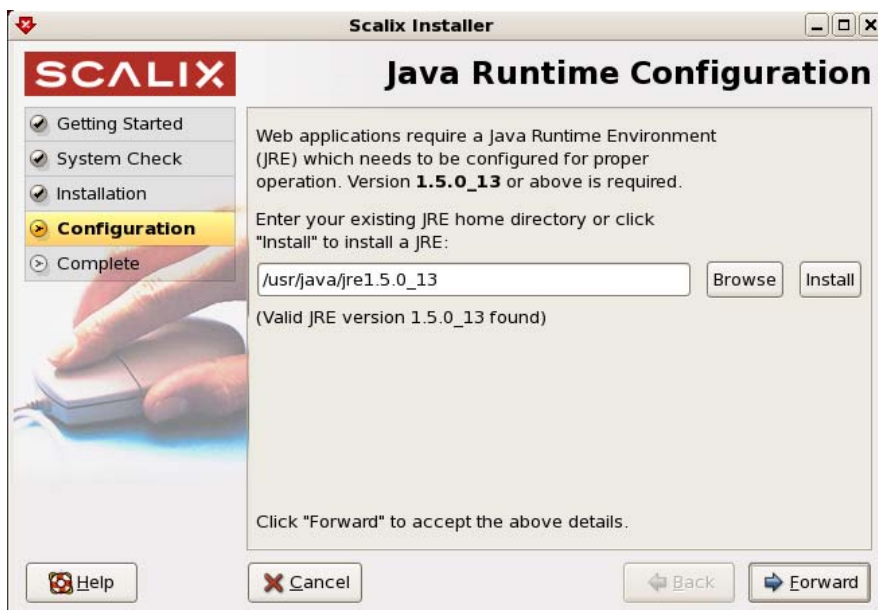 Scalix Installer
SCALIX
Java Runtime Configuration
Getting Started
System Check
Installation
Configuration
Complete
Web applications require a Java Runtime Environment
(JRE) which needs to be configured for proper
operation. Version 1.5.0_13 or above is required.
Enter your existing JRE home directory or click
"Install" to install a JRE:
/usr/java/jre1.5.0_13
Browse
Install
(Valid JRE version 1.5.0_13 found)
Click "Forward" to accept the above details.
Help
Cancel
Back
Forward